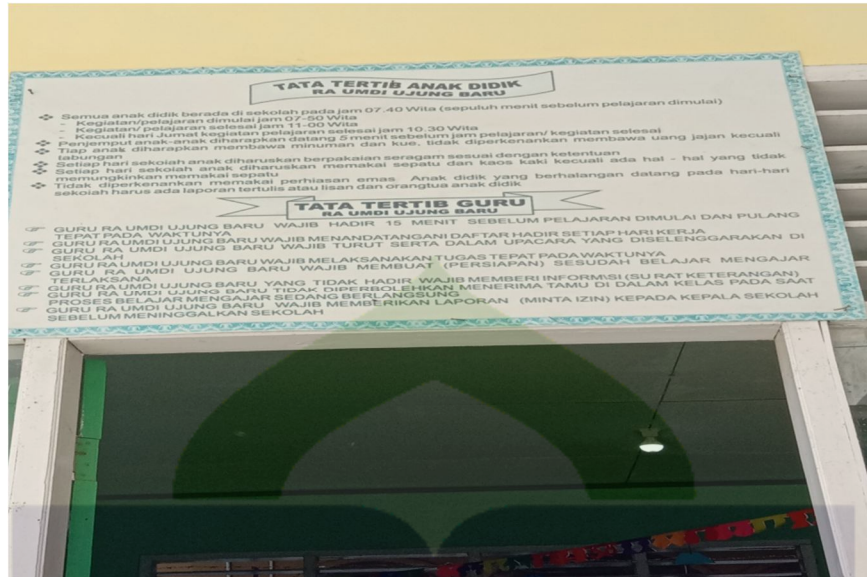 TATA TERTIB ANAK DIDIK
RA UMDI UJUNG BARU
❖ Semua anak didik berada di sekolah pada jam 07.40 Wita (sepuluh menit sebelum pelajaran dimulai)
- Kegiatan/pelajaran dimulai jam 07-50 Wita
- Kegiatan/ pelajaran selesai jam 11-00 Wita
- Kecuali hari Jumat kegiatan pelajaran selesai jam 10.30 Wita
❖ Penjemput anak-anak diharapkan datang 5 menit sebelum jam pelajaran/ kegiatan selesai
❖ Tiap anak diharapkan membawa minuman dan kue, tidak diperkenankan membawa uang jajan kecuali
tabungan
❖ Setiap hari sekolah anak diharuskan berpakaian seragam sesuai dengan ketentuan
❖ Setiap hari sekolah anak diharuskan memakai sepatu dan kaos kaki kecuali ada hal - hal yang tidak
memungkinkan memakai sepatu
❖ Tidak diperkenankan memakai perhiasan emas. Anak didik yang berhalangan datang pada hari-hari
sekolah harus ada laporan tertulis atau lisan dan orangtua anak didik
TATA TERTIB GURU
RA UMDI UJUNG BARU
☞ GURU RA UMDI UJUNG BARU WAJIB HADIR 15 MENIT SEBELUM PELAJARAN DIMULAI DAN PULANG
TEPAT PADA WAKTUNYA
☞ GURU RA UMDI UJUNG BARU WAJIB MENANDATANGANI DAFTAR HADIR SETIAP HARI KERJA
☞ GURU RA UMDI UJUNG BARU WAJIB TURUT SERTA DALAM UPACARA YANG DISELENGGARAKAN DI
SEKOLAH
☞ GURU RA UMDI UJUNG BARU WAJIB MELAKSANAKAN TUGAS TEPAT PADA WAKTUNYA
☞ GURU RA UMDI UJUNG BARU WAJIB MEMBUAT (PERSIAPAN) SESUDAH BELAJAR MENGAJAR
TERLAKSANA
☞ GURU RA UMDI UJUNG BARU YANG TIDAK HADIR WAJIB MEMBERI INFORMSI (SU RAT KETERANGAN)
☞ GURU RA UMDI UJUNG BARU TIDAK DIPERBOLEHKAN MENERIMA TAMU DI DALAM KELAS PADA SAAT
PROSES BELAJAR MENGAJAR SEDANG BERLANGSUNG
☞ GURU RA UMDI UJUNG BARU WAJIB MEMBERIKAN LAPORAN (MINTA IZIN) KEPADA KEPALA SEKOLAH
SEBELUM MENINGGALKAN SEKOLAH